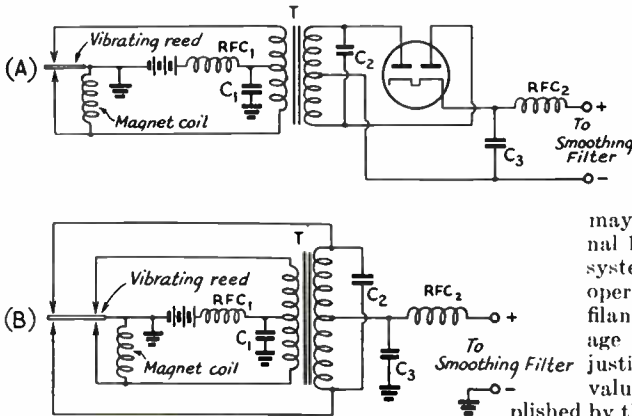 T
Vibrating reed
RFC1
C2
(A)
C1
RFC2
+
To
Smoothing
Filter
Magnet coil
C3
-
T
may
nal
syste
Vibrating reed
C2
oper
RFC1
RFC2
filan
(B)
+
age
C1
To
Magnet coil
C3
Smoothing Filter
justi
valu
-
plished by th